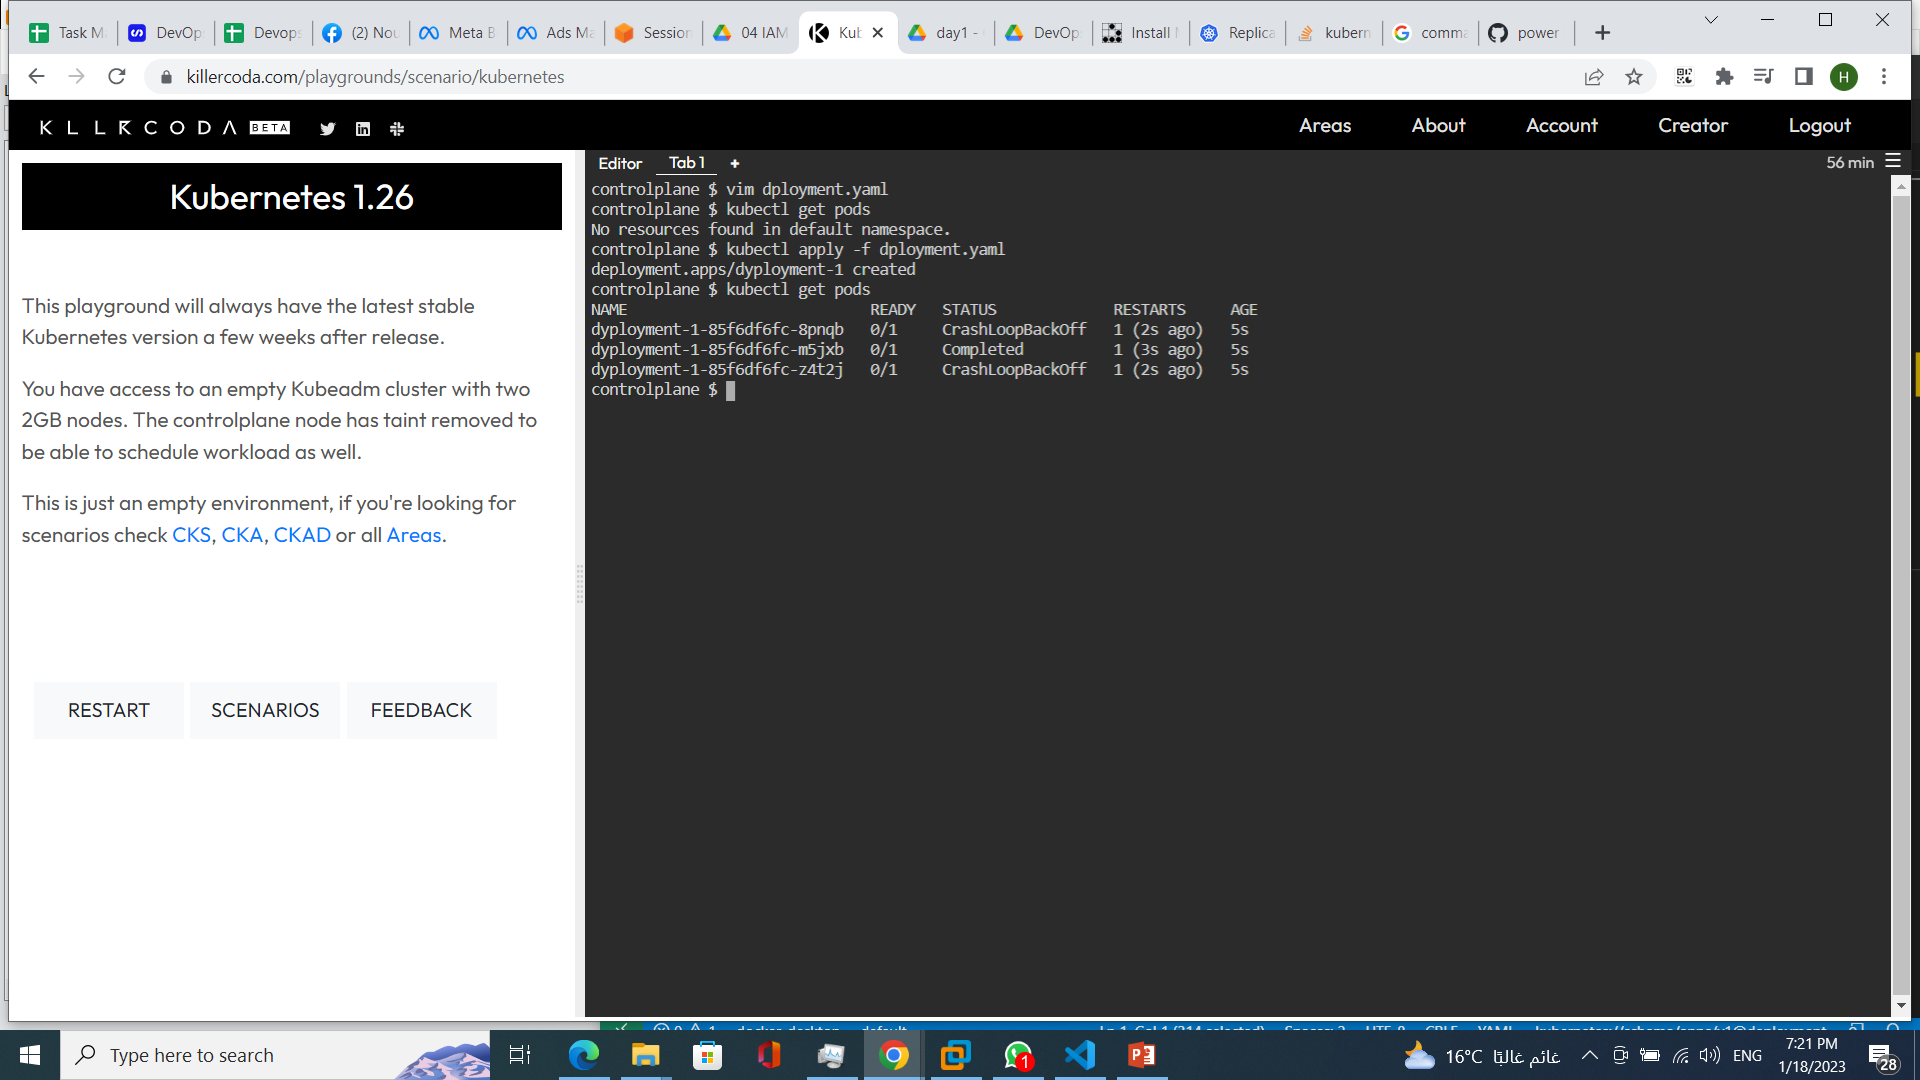 Task M
DevOp
Devops
(2) Nou
Meta B
Ads Ma
Session
04 IAM
Kub
day1 -
DevOp
Install
Replica
kubern
comma
power
killercoda.com/playgrounds/scenario/kubernetes
H
KLLRCODA BETA
Areas
About
Account
Creator
Logout
Kubernetes 1.26
This playground will always have the latest stable
Kubernetes version a few weeks after release.
You have access to an empty Kubeadm cluster with two
2GB nodes. The controlplane node has taint removed to
be able to schedule workload as well.
This is just an empty environment, if you're looking for
scenarios check CKS, CKA, CKAD or all Areas.
RESTART
SCENARIOS
FEEDBACK
Editor
Tab 1
+
56 min
controlplane $ vim dployment.yaml
controlplane $ kubectl get pods
No resources found in default namespace.
controlplane $ kubectl apply -f dployment.yaml
deployment.apps/dyployment-1 created
controlplane $ kubectl get pods
NAME READY STATUS RESTARTS AGE
dyployment-1-85f6df6fc-8pnqb 0/1 CrashLoopBackOff 1 (2s ago) 5s
dyployment-1-85f6df6fc-m5jxb 0/1 Completed 1 (3s ago) 5s
dyployment-1-85f6df6fc-z4t2j 0/1 CrashLoopBackOff 1 (2s ago) 5s
controlplane $
Type here to search
1
16°C غائم غالبًا
ENG
7:21 PM
1/18/2023
28